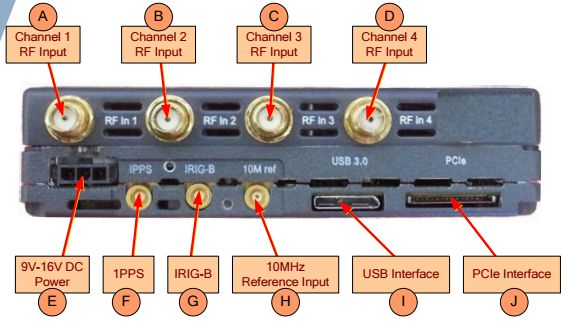 A B C D
Channel 1 RF Input
Channel 2 RF Input
Channel 3 RF Input
Channel 4 RF Input
RF In 1 RF In 2 RF In 3 RF In 4
IPPS IRIG-B 10M ref USB 3.0 PCIe
9V-16V DC Power
1PPS
IRIG-B
10MHz Reference Input
USB Interface
PCIe Interface
E F G H I J